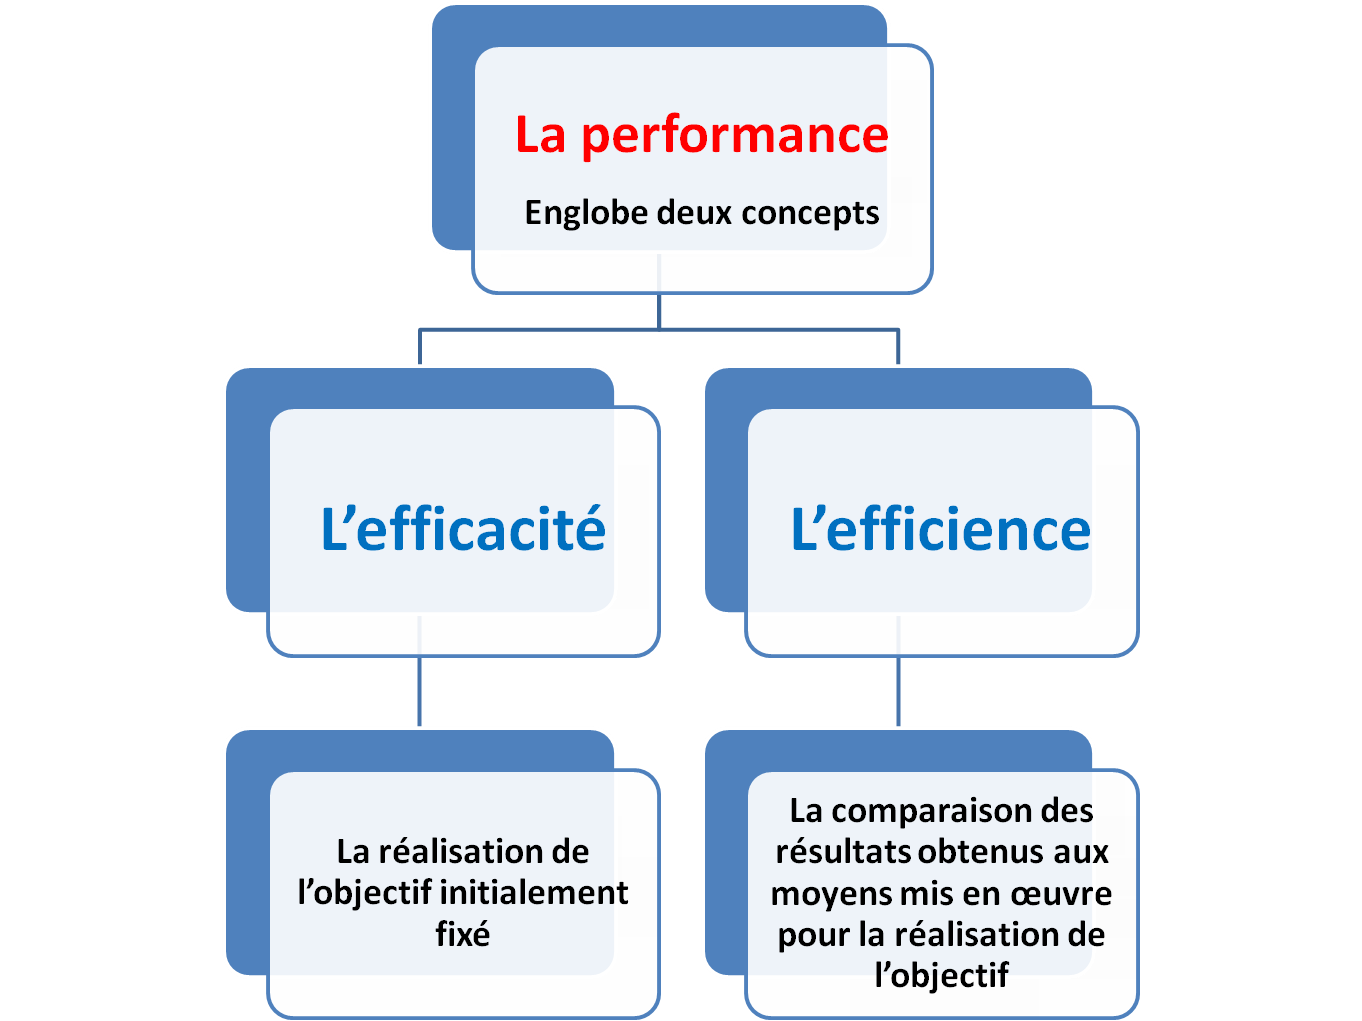 La performance
Englobe deux concepts
L’efficacité
L’efficience
La réalisation de
l’objectif initialement
fixé
La comparaison des
résultats obtenus aux
moyens mis en œuvre
pour la réalisation de
l’objectif